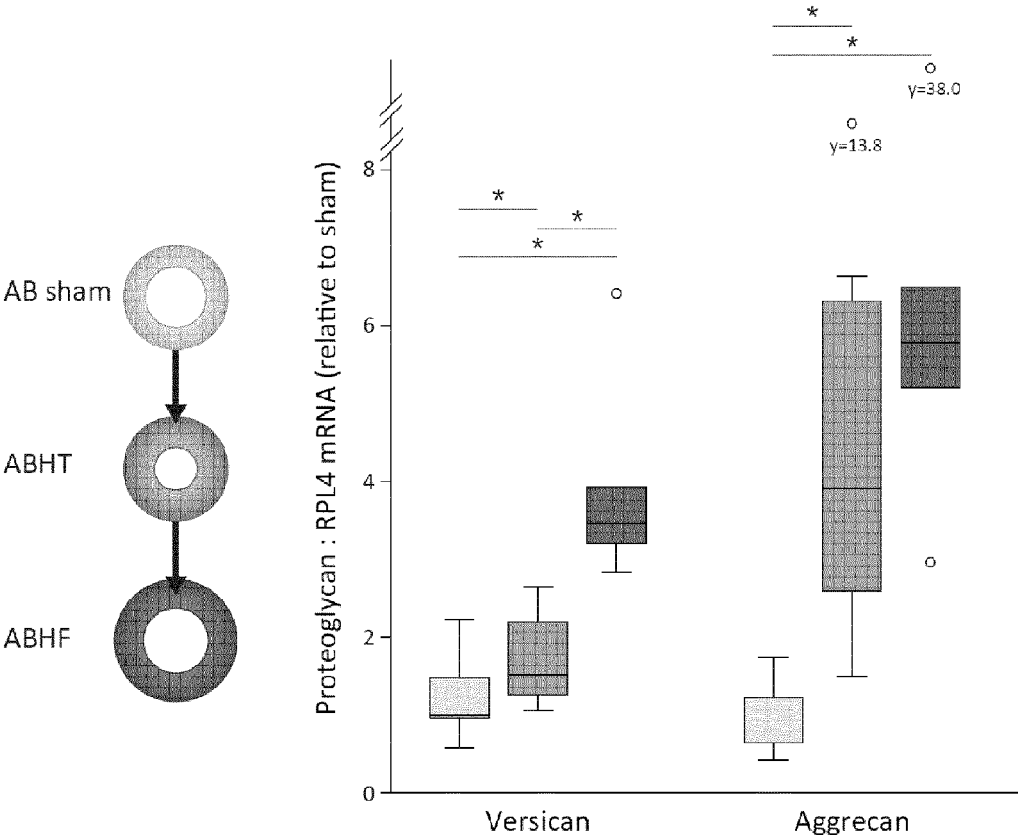 AB sham
ABHT
ABHF
Proteoglycan : RPL4 mRNA (relative to sham)
8
6
4
2
0
*
*
*
*
*
y=38.0
y=13.8
Versican
Aggrecan